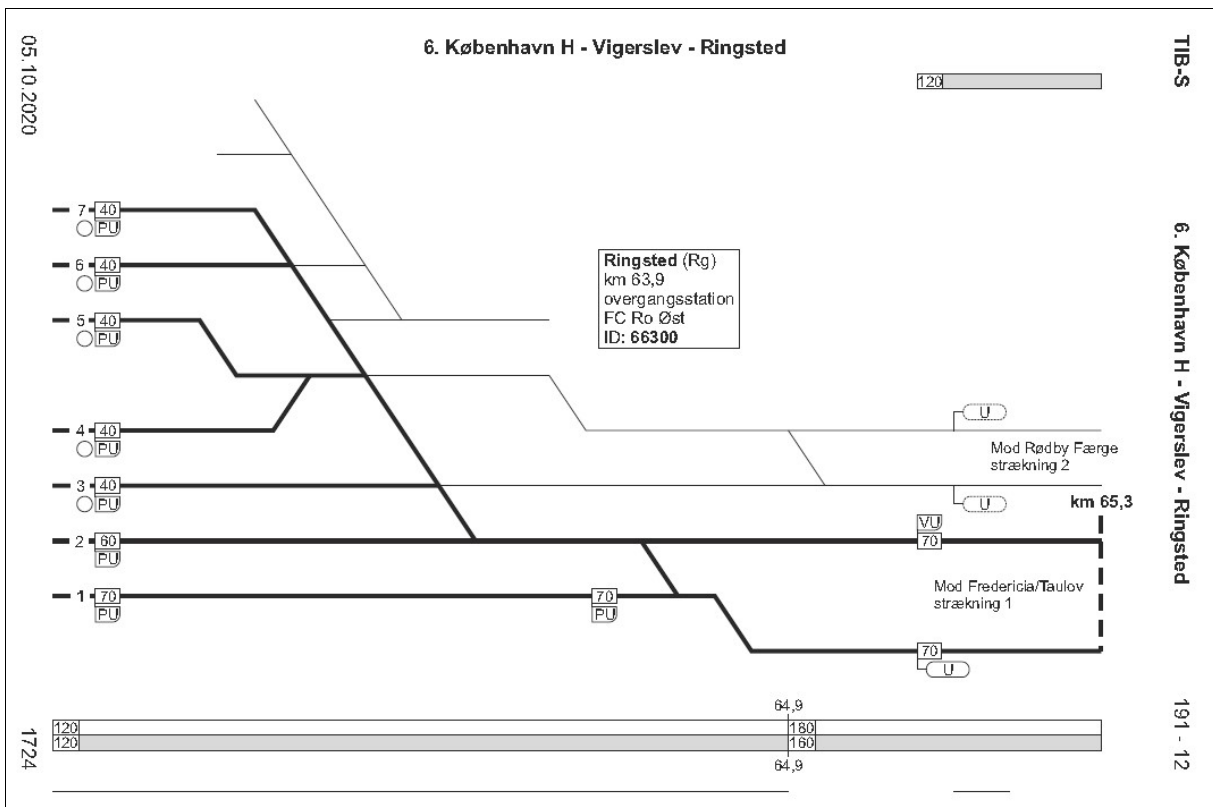 6. København H - Vigerslev - Ringsted
TIB-S
05.10.2020
120
7 40
PU
6 40
PU
5 40
PU
4 40
PU
3 40
PU
2 60
PU
1 70
PU
70
PU
Ringsted (Rg)
km 63,9
overgangsstation
FC Ro Øst
ID: 66300
U
Mod Rødby Færge
strækning 2
U
km 65,3
VU
70
Mod Fredericia/Taulov
strækning 1
70
U
6. København H - Vigerslev - Ringsted
64,9
120 180
120 160
64,9
1724
191 - 12